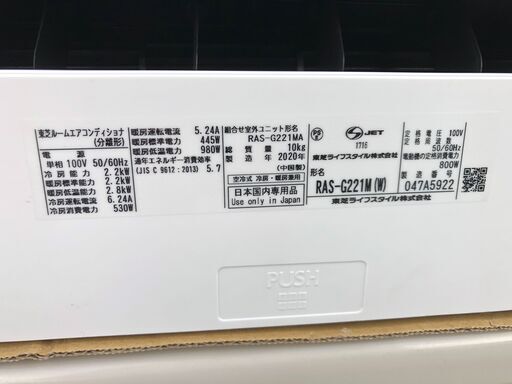 東芝ルームエアコンディショナ
(分離形)
電源
単相 100V 50/60Hz
冷房能力 2.2kW
暖房標準能力 2.2kW
暖房低温能力 2.8kW
冷房運転電流 6.24A
冷房消費電力 530W
暖房運転電流 5.24A
暖房標準電力 445W
暖房低温電力 980W
通年エネルギー消費効率
(JIS C 9612:2013) 5.7
組合せ室外ユニット形名
RAS-G221MA
総質量 10kg
製造年 2020年
(中国製)
空冷式 冷房・暖房兼用
日本国内専用品
Use only in Japan
PS
E
JET
1716
東芝ライフスタイル株式会社
形名
RAS-G221M(W)
定格電圧 100V
定格周波数
50/60Hz
電動機の定格消費電力
800W
製造番号
047A5922
東芝ライフスタイル株式会社
PUSH